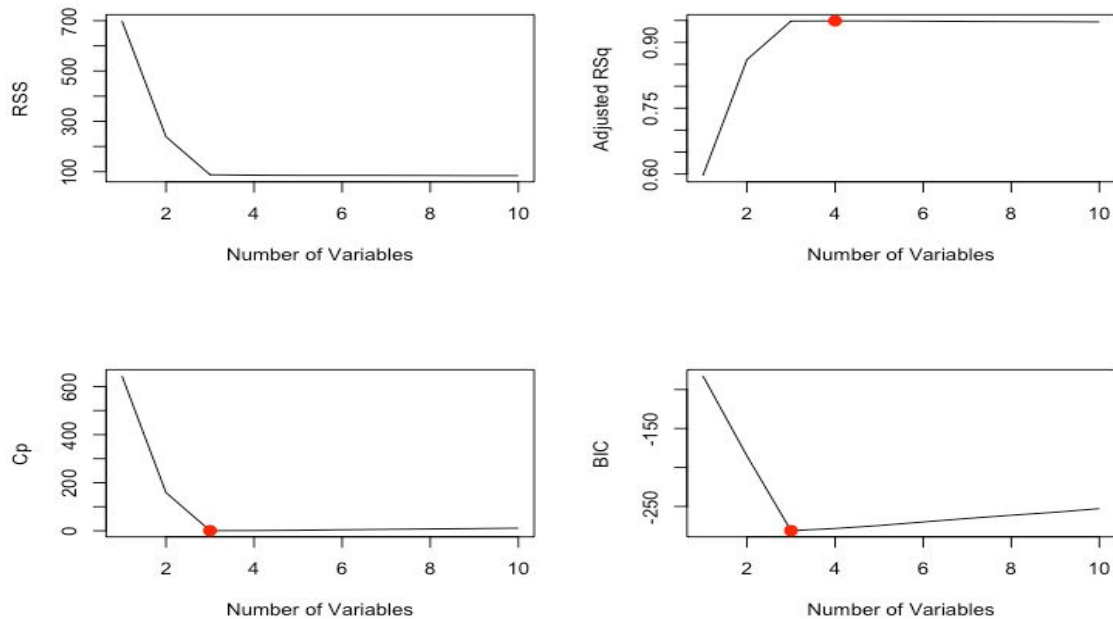 RSS
700
500
300
100
2 4 6 8 10
Number of Variables
Adjusted RSq
0.90
0.75
0.60
2 4 6 8 10
Number of Variables
Cp
600
400
200
0
2 4 6 8 10
Number of Variables
BIC
-150
-250
2 4 6 8 10
Number of Variables